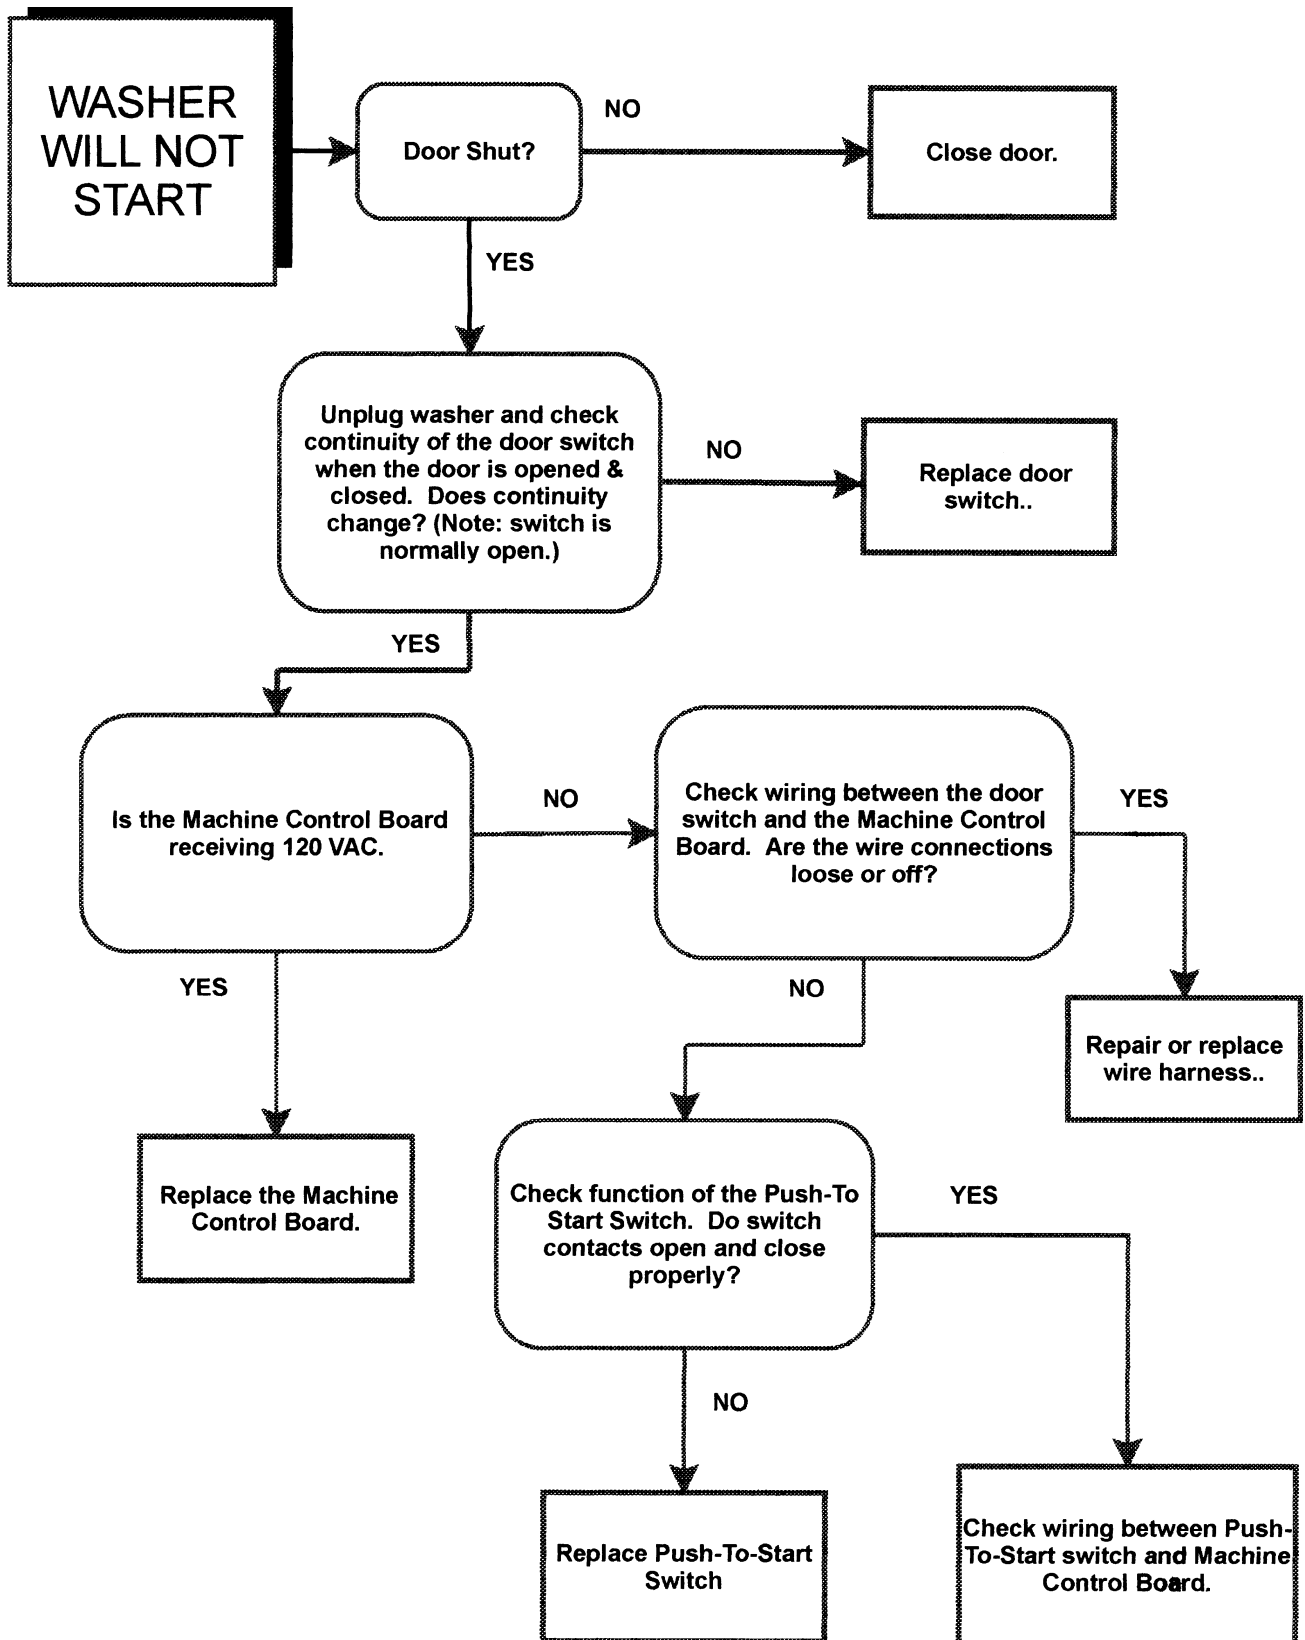 WASHER
WILL NOT
START
Door Shut?
NO
Close door.
YES
Unplug washer and check
continuity of the door switch
when the door is opened &
closed.  Does continuity
change? (Note: switch is
normally open.)
NO
Replace door
switch..
YES
Is the Machine Control Board
receiving 120 VAC.
NO
Check wiring between the door
switch and the Machine Control
Board.  Are the wire connections
loose or off?
YES
YES
NO
Repair or replace
wire harness..
Replace the Machine
Control Board.
Check function of the Push-To
Start Switch.  Do switch
contacts open and close
properly?
YES
NO
Replace Push-To-Start
Switch
Check wiring between Push-
To-Start switch and Machine
Control Board.